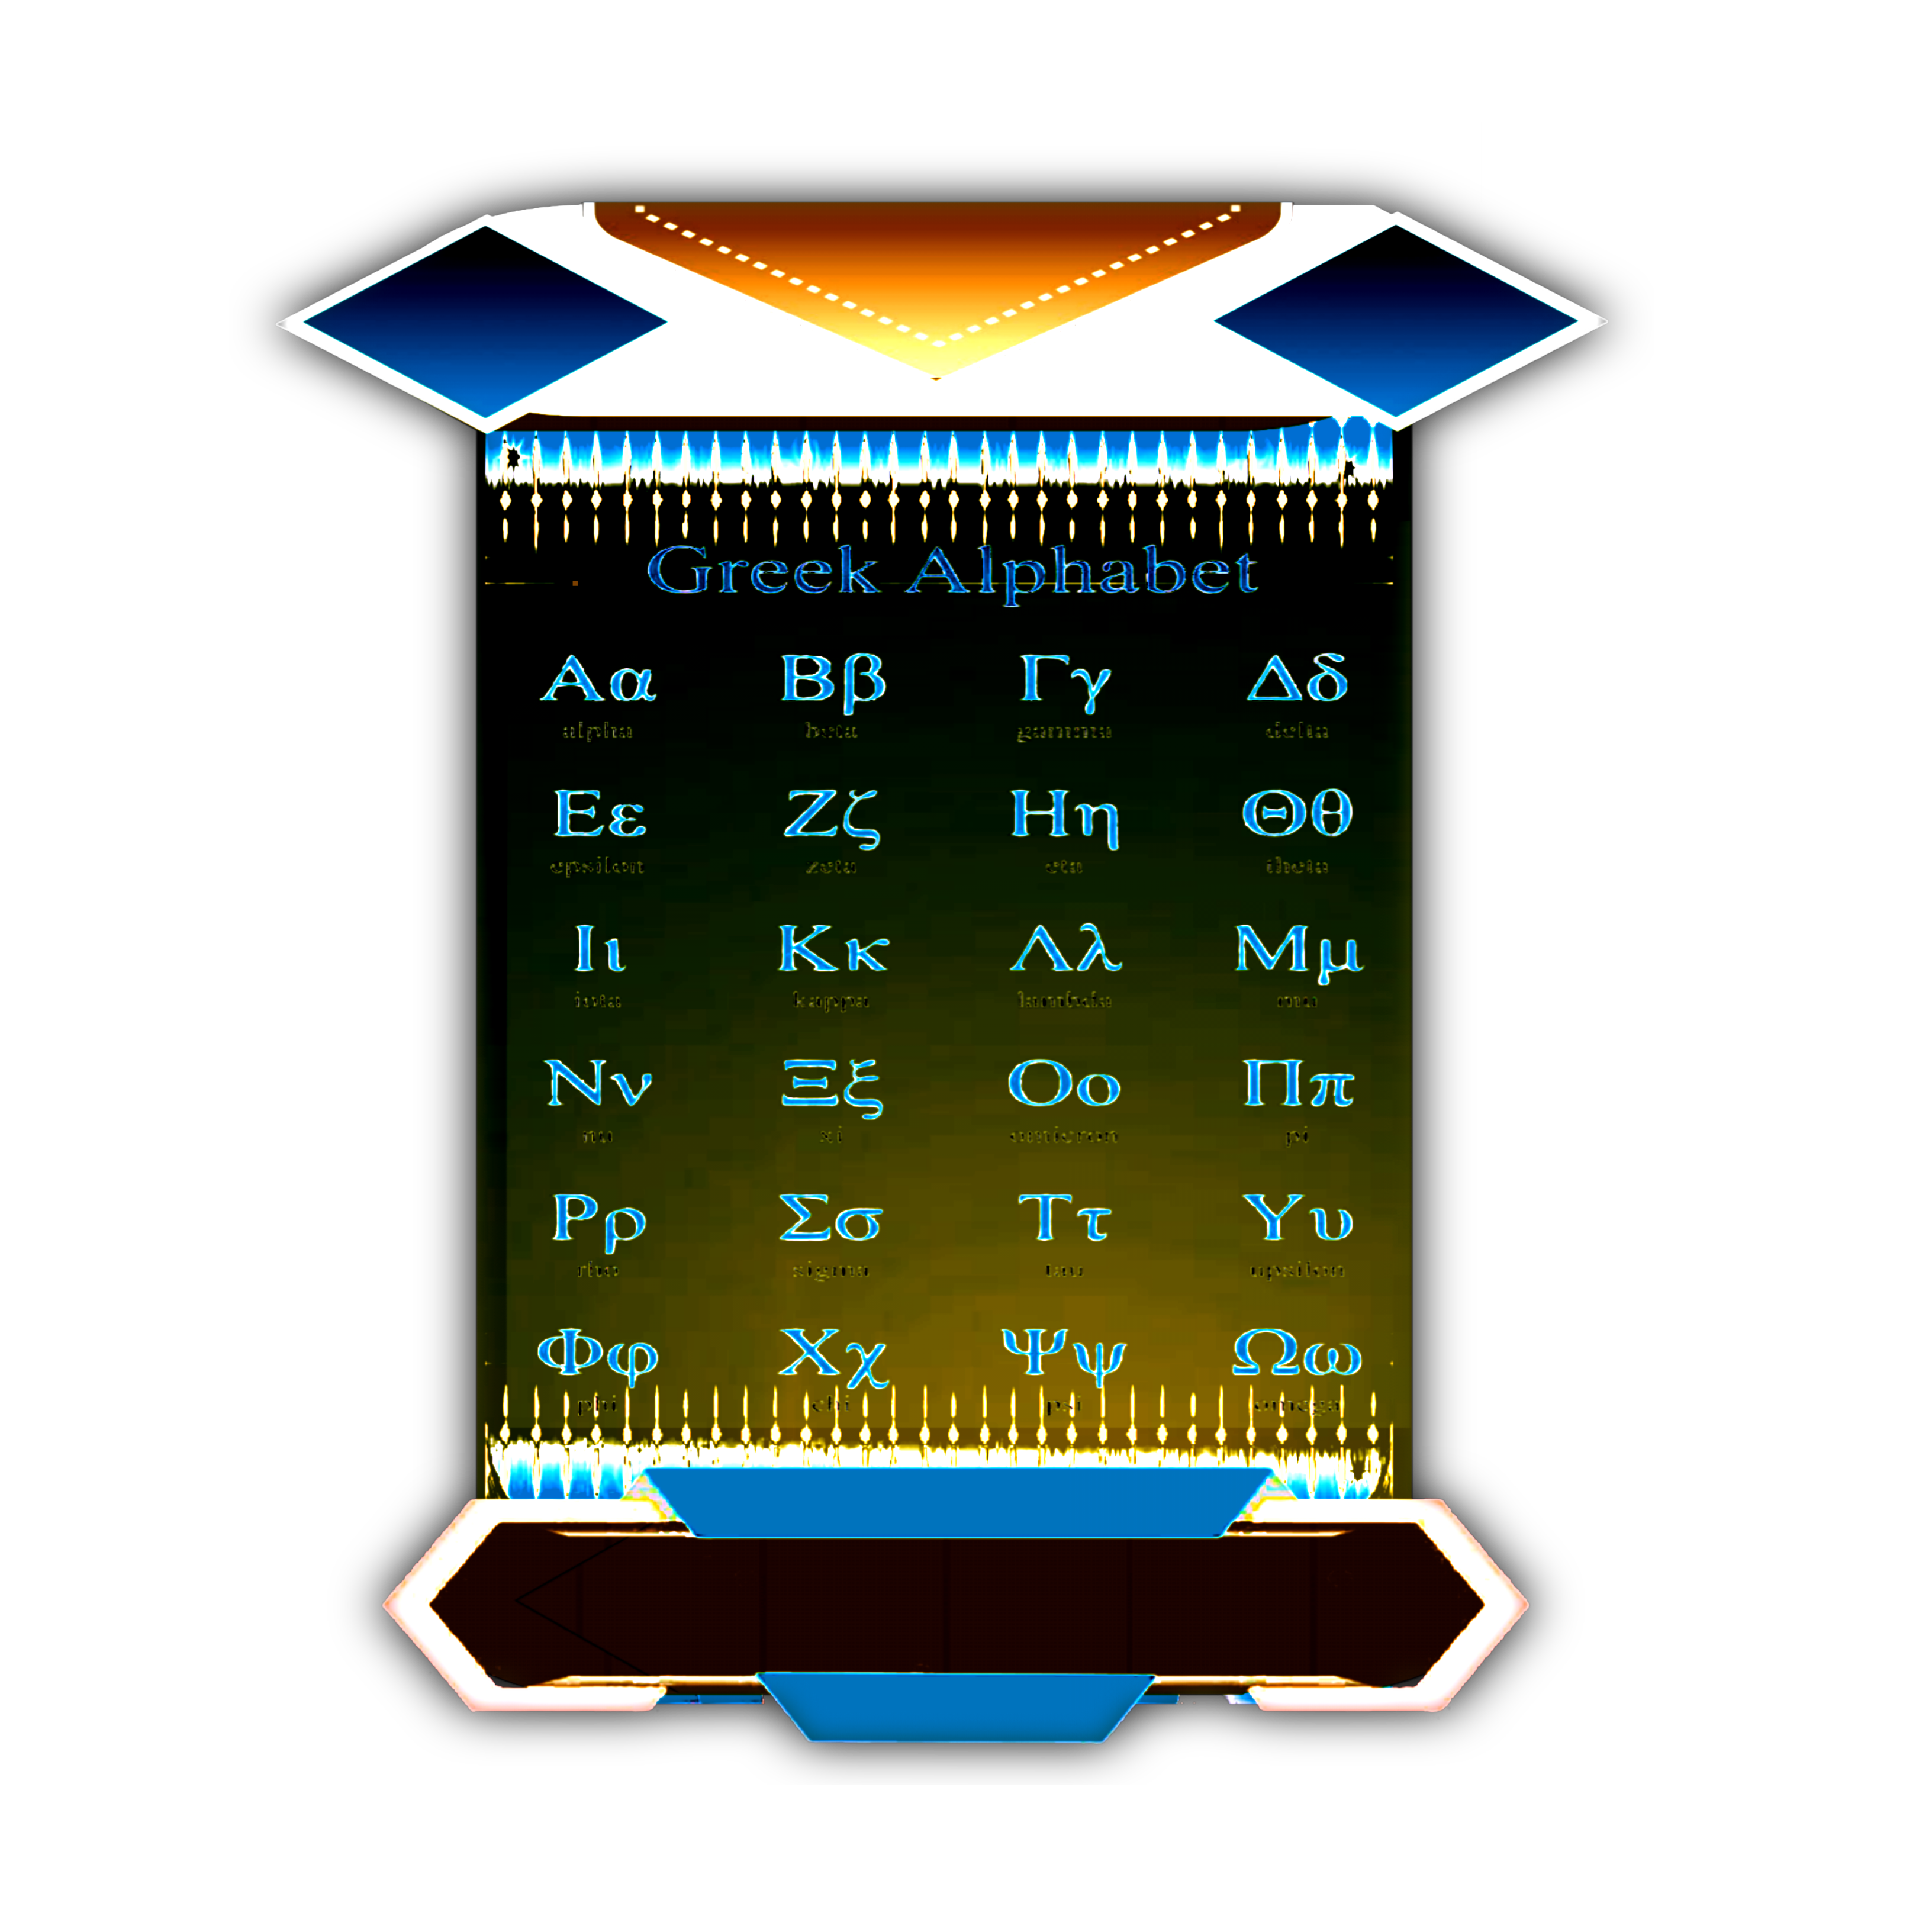 Greek Alphabet
Αα Ββ Γγ Δδ
alpha beta gamma delta
Εε Ζζ Ηη Θθ
epsilon zeta eta theta
Ιι Κκ Λλ Μμ
iota kappa lambda mu
Νν Ξξ Οο Ππ
nu xi omicron pi
Ρρ Σσ Ττ Υυ
rho sigma tau upsilon
Φφ Χχ Ψψ Ωω
phi chi psi omega